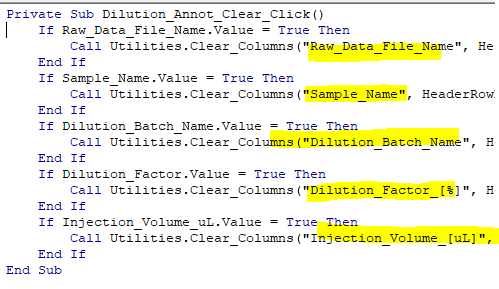 Private Sub Dilution_Annot_Clear_Click()
If Raw_Data_File_Name.Value = True Then
Call Utilities.Clear_Columns("Raw_Data_File_Name", He
End If
If Sample_Name.Value = True Then
Call Utilities.Clear_Columns("Sample_Name", HeaderRow
End If
If Dilution_Batch_Name.Value = True Then
Call Utilities.Clear_Columns("Dilution_Batch_Name", H
End If
If Dilution_Factor.Value = True Then
Call Utilities.Clear_Columns("Dilution_Factor_[%]", H
End If
If Injection_Volume_uL.Value = True Then
Call Utilities.Clear_Columns("Injection_Volume_[uL]",
End If
End Sub